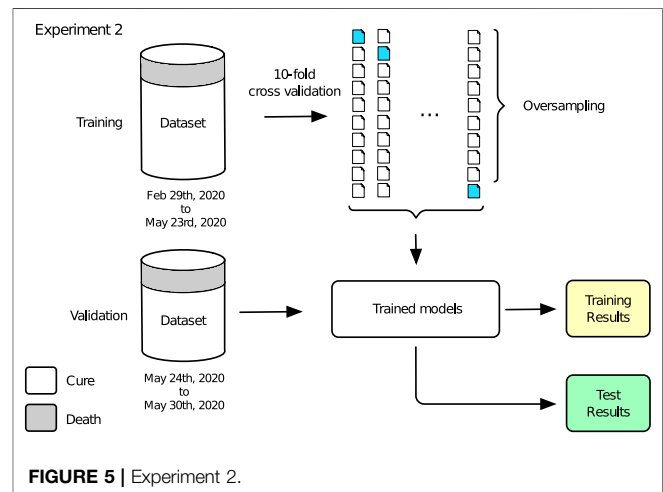 Experiment 2
Training
Dataset
10-fold
cross validation
...
Oversampling
Feb 29th, 2020
to
May 23rd, 2020
Validation
Dataset
Trained models
Training
Results
May 24th, 2020
to
May 30th, 2020
Test
Results
Cure
Death
FIGURE 5 | Experiment 2.